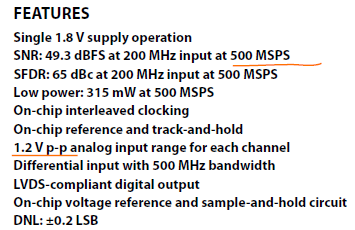 FEATURES
Single 1.8 V supply operation
SNR: 49.3 dBFS at 200 MHz input at 500 MSPS
SFDR: 65 dBc at 200 MHz input at 500 MSPS
Low power: 315 mW at 500 MSPS
On-chip interleaved clocking
On-chip reference and track-and-hold
1.2 V p-p analog input range for each channel
Differential input with 500 MHz bandwidth
LVDS-compliant digital output
On-chip voltage reference and sample-and-hold circuit
DNL: ±0.2 LSB